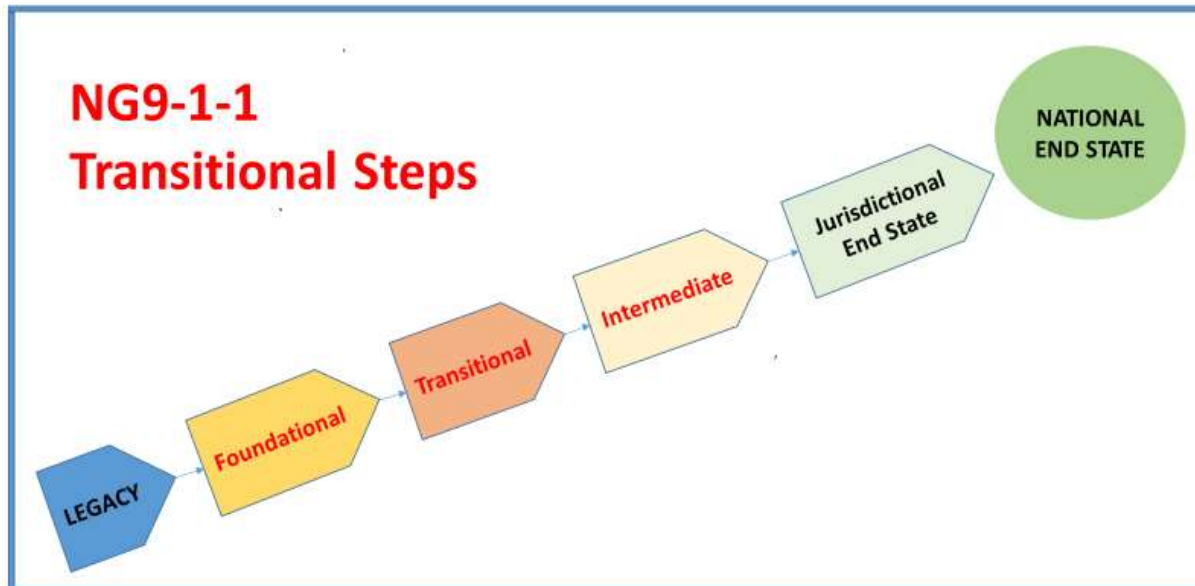 NG9-1-1
Transitional Steps
LEGACY
Foundational
Transitional
Intermediate
Jurisdictional
End State
NATIONAL
END STATE